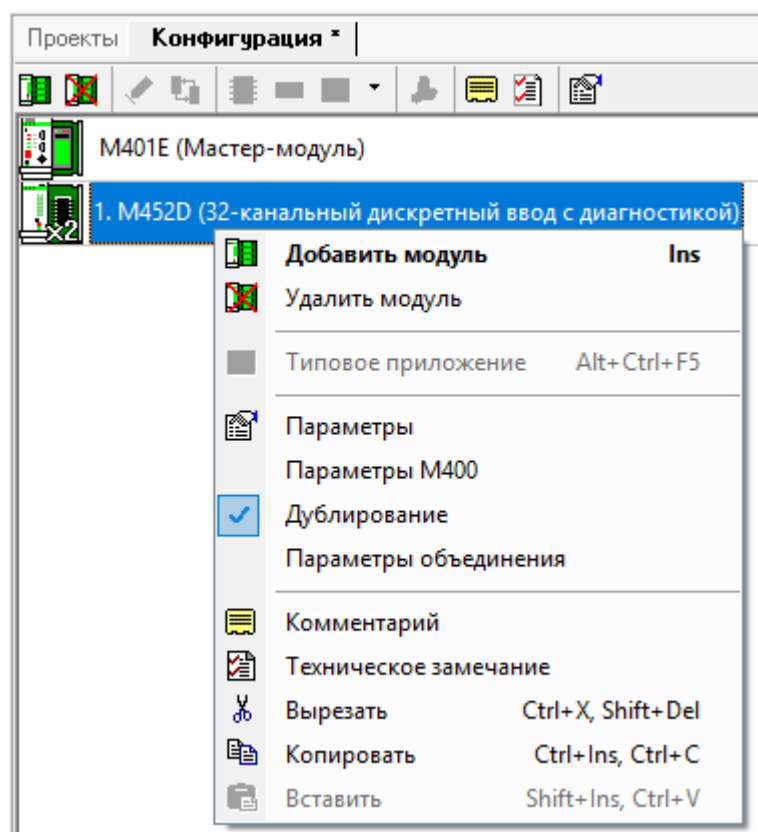 Проекты Конфигурация *
M401E (Мастер-модуль)
1. M452D (32-канальный дискретный ввод с диагностикой)
x2
Добавить модуль Ins
Удалить модуль
Типовое приложение Alt+Ctrl+F5
Параметры
Параметры M400
Дублирование
Параметры объединения
Комментарий
Техническое замечание
Вырезать Ctrl+X, Shift+Del
Копировать Ctrl+Ins, Ctrl+C
Вставить Shift+Ins, Ctrl+V